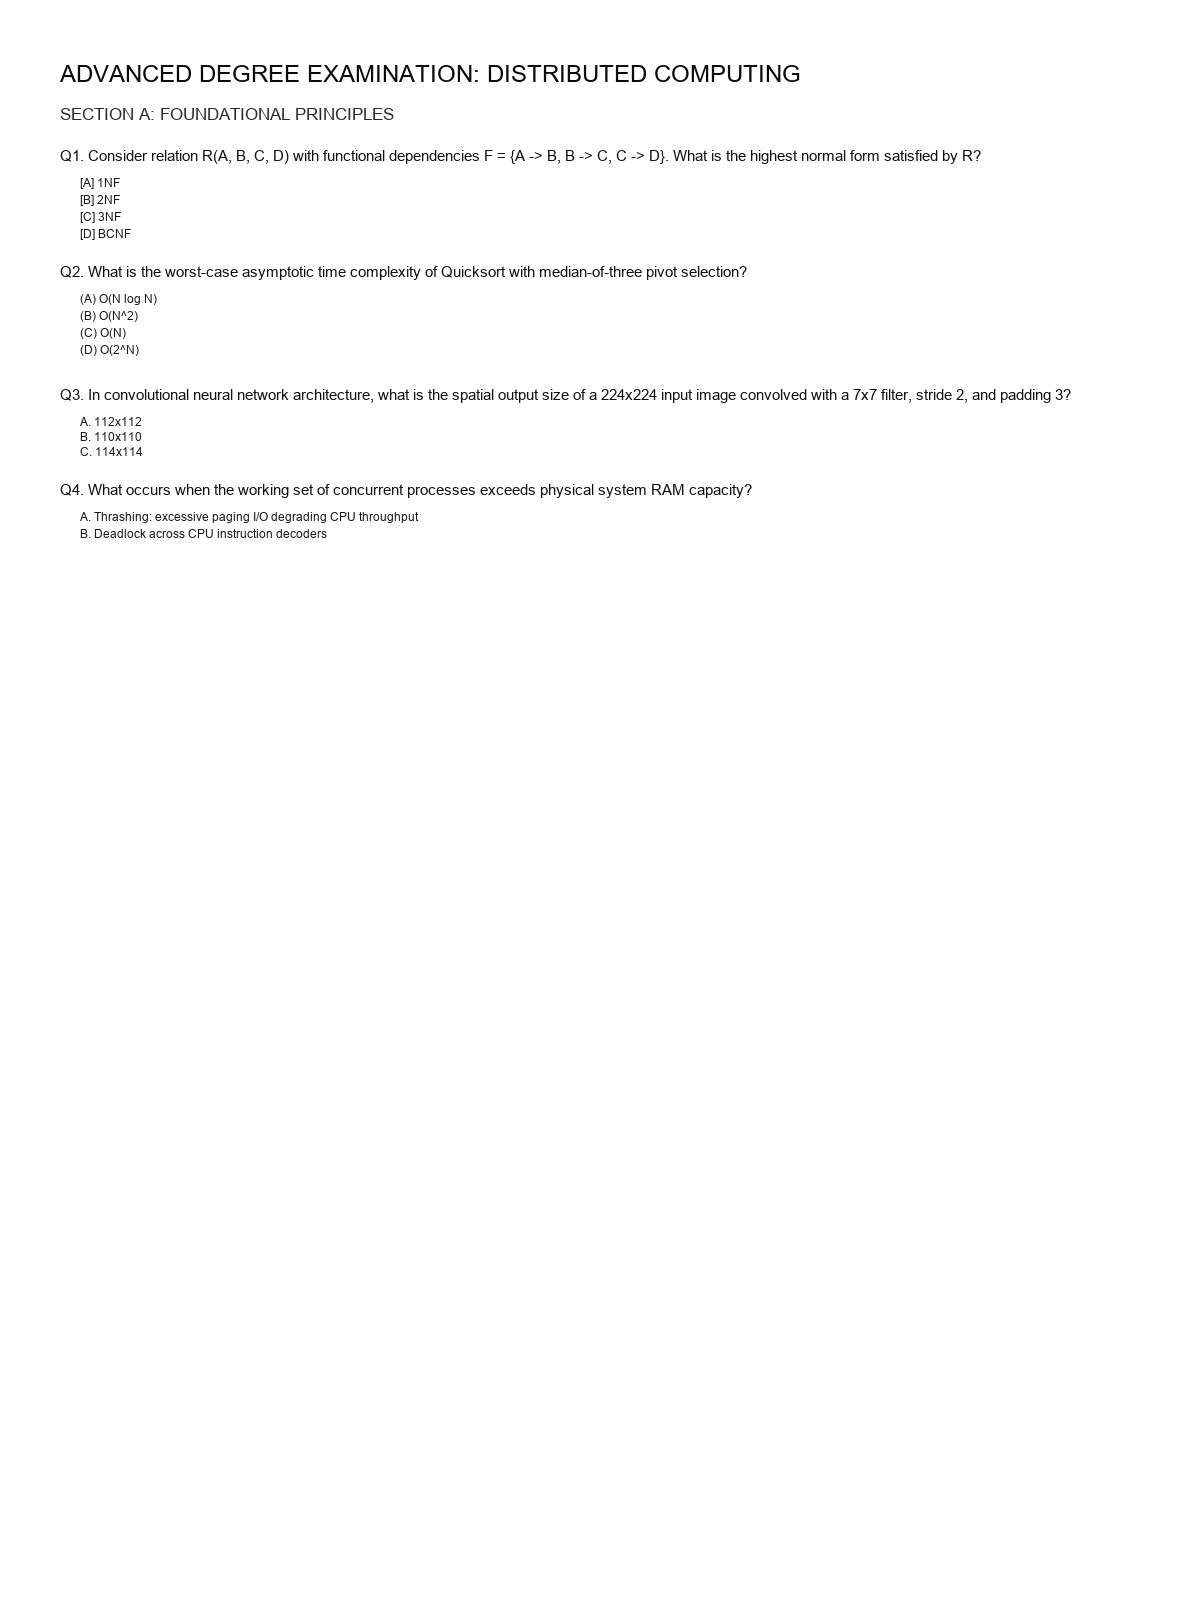 ADVANCED DEGREE EXAMINATION: DISTRIBUTED COMPUTING
SECTION A: FOUNDATIONAL PRINCIPLES
Q1. Consider relation R(A, B, C, D) with functional dependencies F = {A -> B, B -> C, C -> D}. What is the highest normal form satisfied by R?
[A] 1NF
[B] 2NF
[C] 3NF
[D] BCNF
Q2. What is the worst-case asymptotic time complexity of Quicksort with median-of-three pivot selection?
(A) O(N log N)
(B) O(N^2)
(C) O(N)
(D) O(2^N)
Q3. In convolutional neural network architecture, what is the spatial output size of a 224x224 input image convolved with a 7x7 filter, stride 2, and padding 3?
A. 112x112
B. 110x110
C. 114x114
Q4. What occurs when the working set of concurrent processes exceeds physical system RAM capacity?
A. Thrashing: excessive paging I/O degrading CPU throughput
B. Deadlock across CPU instruction decoders